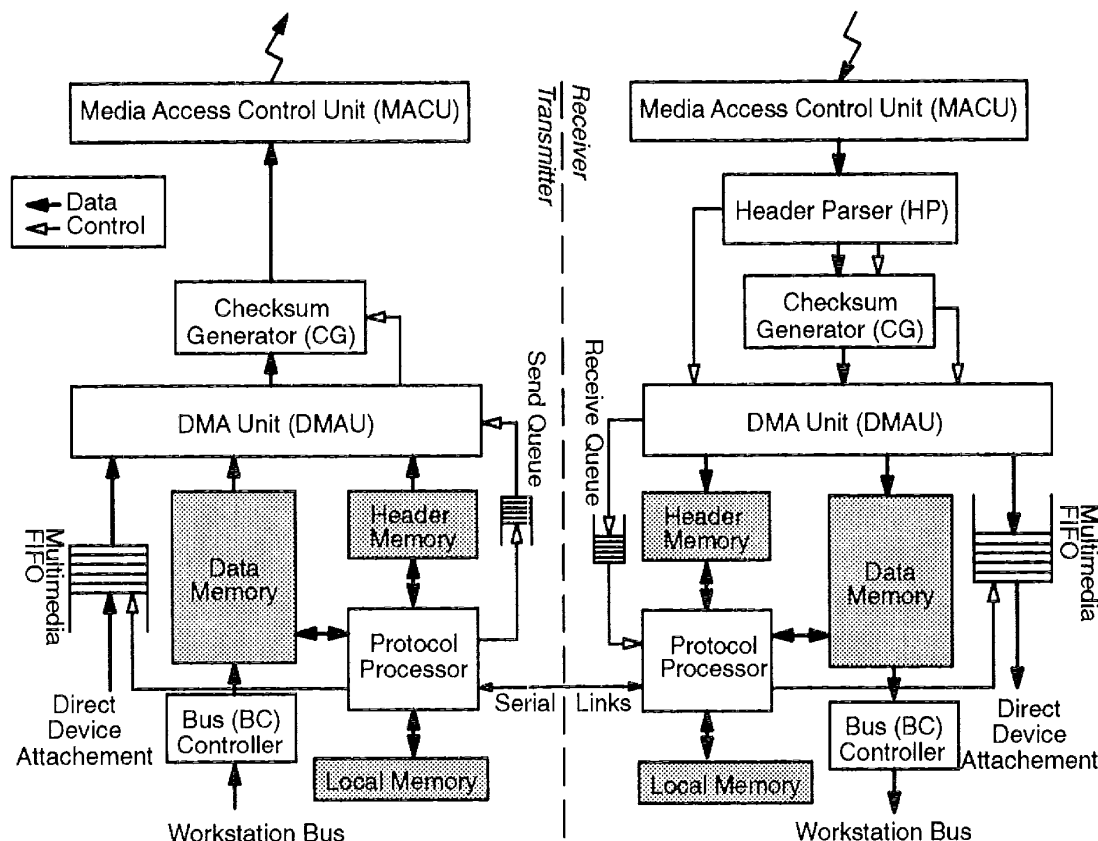 Media Access Control Unit (MACU)
Data
Control
Checksum
Generator (CG)
DMA Unit (DMAU)
Send Queue
Multimedia
FIFO
Data
Memory
Header
Memory
Protocol
Processor
Direct
Device
Attachement
Bus (BC)
Controller
Local Memory
Workstation Bus
Transmitter
Receiver
Serial
Links
Media Access Control Unit (MACU)
Header Parser (HP)
Checksum
Generator (CG)
Receive Queue
DMA Unit (DMAU)
Header
Memory
Data
Memory
Multimedia
FIFO
Protocol
Processor
Bus (BC)
Controller
Direct
Device
Attachement
Local Memory
Workstation Bus